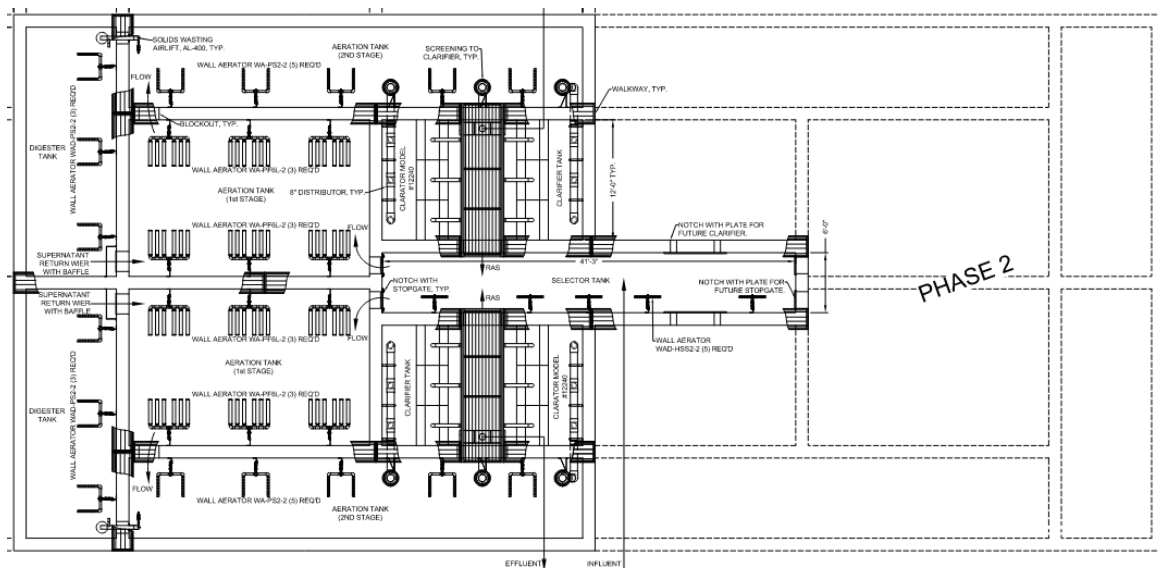 SOLIDS WASTING
AIRLIFT, AL-400, TYP.
AERATION TANK
(2ND STAGE)
SCREENING TO
CLARIFIER, TYP.
WALL AERATOR WA-PS2-2 (5) REQ'D
FLOW
WALKWAY, TYP.
BLOCKOUT, TYP.
WALL AERATOR WAD-PS2-2 (3) REQ'D
DIGESTER
TANK
WALL AERATOR WA-PF6L-2 (3) REQ'D
AERATION TANK
(1st STAGE)
8" DISTRIBUTOR, TYP.
CLARATOR MODEL
#12240
CLARIFIER TANK
12'-0" TYP.
WALL AERATOR WA-PF6L-2 (3) REQ'D
FLOW
NOTCH WITH PLATE FOR
FUTURE CLARIFIER.
6'-0"
SUPERNATANT
RETURN WIER
WITH BAFFLE
41'-3"
RAS
SELECTOR TANK
PHASE 2
NOTCH WITH
STOPGATE, TYP.
NOTCH WITH PLATE FOR
FUTURE STOPGATE.
SUPERNATANT
RETURN WIER
WITH BAFFLE
RAS
FLOW
WALL AERATOR
WAD-HSS2-2 (5) REQ'D
WALL AERATOR WA-PF6L-2 (3) REQ'D
AERATION TANK
(1st STAGE)
CLARIFIER TANK
CLARATOR MODEL
#12240
WALL AERATOR WAD-PS2-2 (3) REQ'D
WALL AERATOR WA-PF6L-2 (3) REQ'D
DIGESTER
TANK
FLOW
WALL AERATOR WA-PS2-2 (5) REQ'D
AERATION TANK
(2ND STAGE)
EFFLUENT
INFLUENT